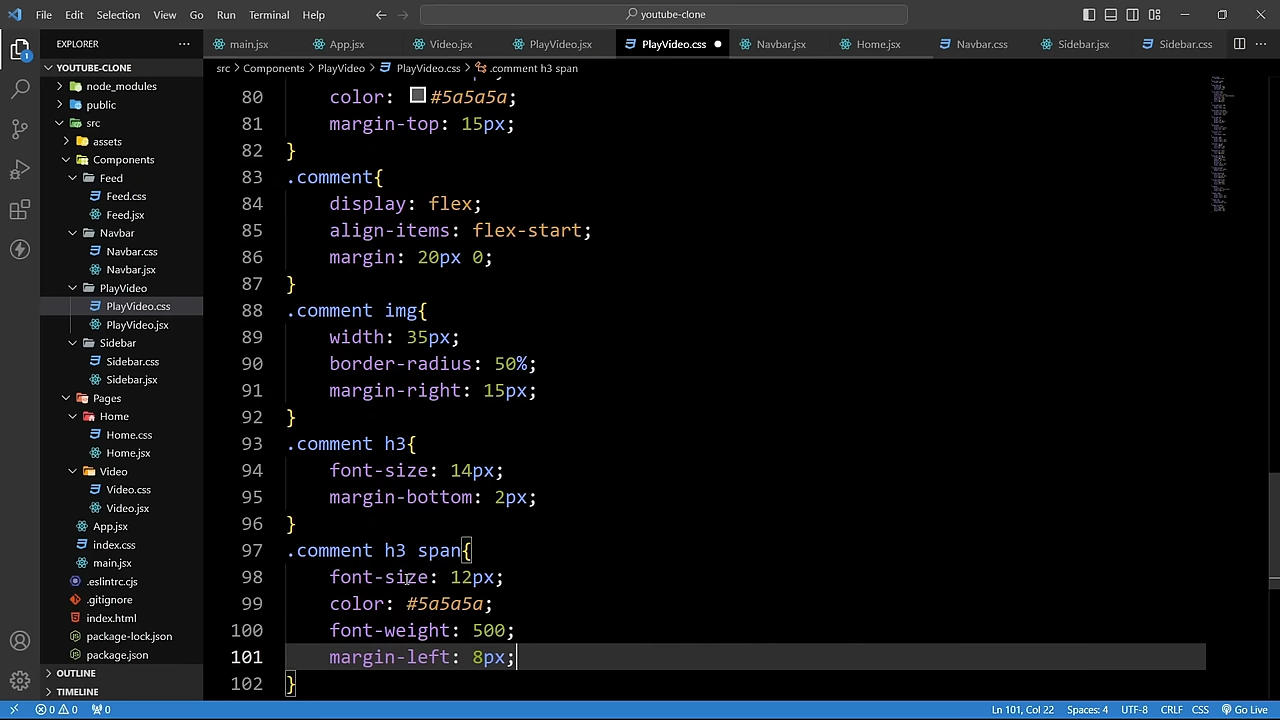 File Edit Selection View Go Run Terminal Help
youtube-clone
EXPLORER
main.jsx App.jsx Video.jsx PlayVideo.jsx PlayVideo.css Navbar.jsx Home.jsx Navbar.css Sidebar.jsx Sidebar.css
1
YOUTUBE-CLONE
src > Components > PlayVideo > PlayVideo.css > .comment h3 span
node_modules
public
src
assets
Components
Feed
Feed.css
Feed.jsx
Navbar
Navbar.css
Navbar.jsx
PlayVideo
PlayVideo.css
PlayVideo.jsx
Sidebar
Sidebar.css
Sidebar.jsx
Pages
Home
Home.css
Home.jsx
Video
Video.css
Video.jsx
App.jsx
index.css
main.jsx
.eslintrc.cjs
.gitignore
index.html
package-lock.json
package.json
OUTLINE
TIMELINE
80 color: #5a5a5a;
81 margin-top: 15px;
82 }
83 .comment{
84 display: flex;
85 align-items: flex-start;
86 margin: 20px 0;
87 }
88 .comment img{
89 width: 35px;
90 border-radius: 50%;
91 margin-right: 15px;
92 }
93 .comment h3{
94 font-size: 14px;
95 margin-bottom: 2px;
96 }
97 .comment h3 span{
98 font-size: 12px;
99 color: #5a5a5a;
100 font-weight: 500;
101 margin-left: 8px;
102 }
0 0 0 Ln 101, Col 22 Spaces: 4 UTF-8 CRLF CSS Go Live